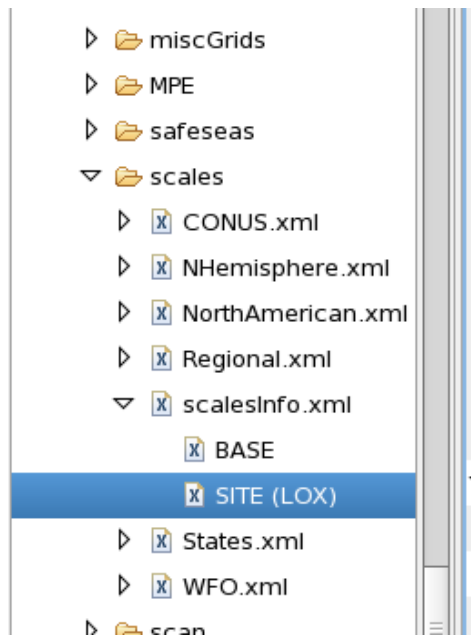 miscGrids
MPE
safeseas
scales
CONUS.xml
NHemisphere.xml
NorthAmerican.xml
Regional.xml
scalesInfo.xml
BASE
SITE (LOX)
States.xml
WFO.xml
scan